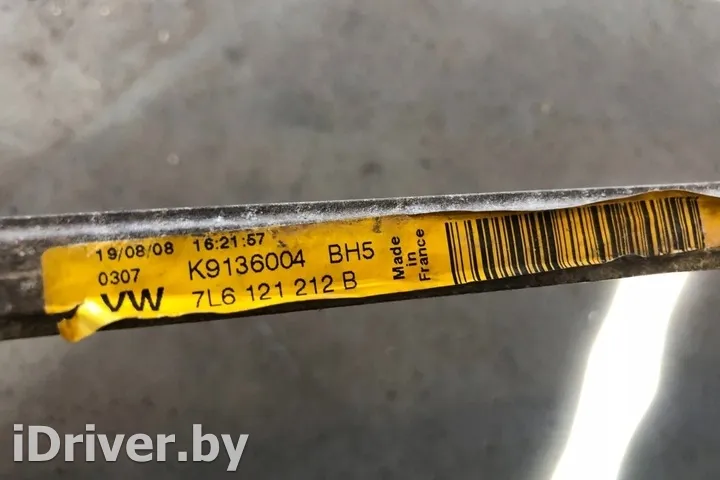 19/08/08 16:21:57
0307 K9136004 BH5
VW 7L6 121 212 B
Made
in
France
iDriver.by